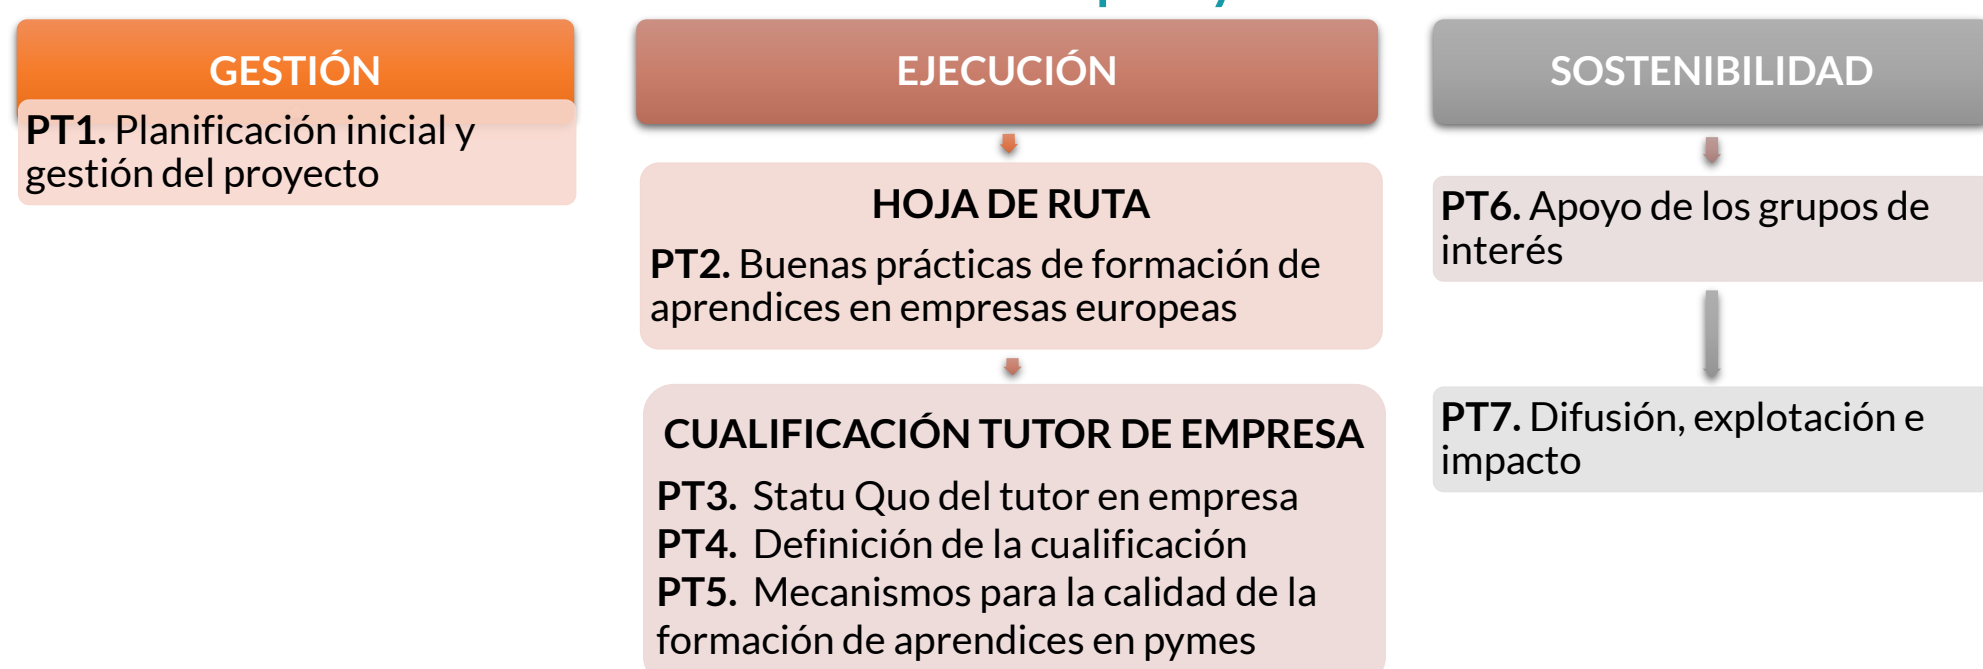 GESTIÓN
PT1. Planificación inicial y
gestión del proyecto
EJECUCIÓN
HOJA DE RUTA
PT2. Buenas prácticas de formación de
aprendices en empresas europeas
CUALIFICACIÓN TUTOR DE EMPRESA
PT3. Statu Quo del tutor en empresa
PT4. Definición de la cualificación
PT5. Mecanismos para la calidad de la
formación de aprendices en pymes
SOSTENIBILIDAD
PT6. Apoyo de los grupos de
interés
PT7. Difusión, explotación e
impacto